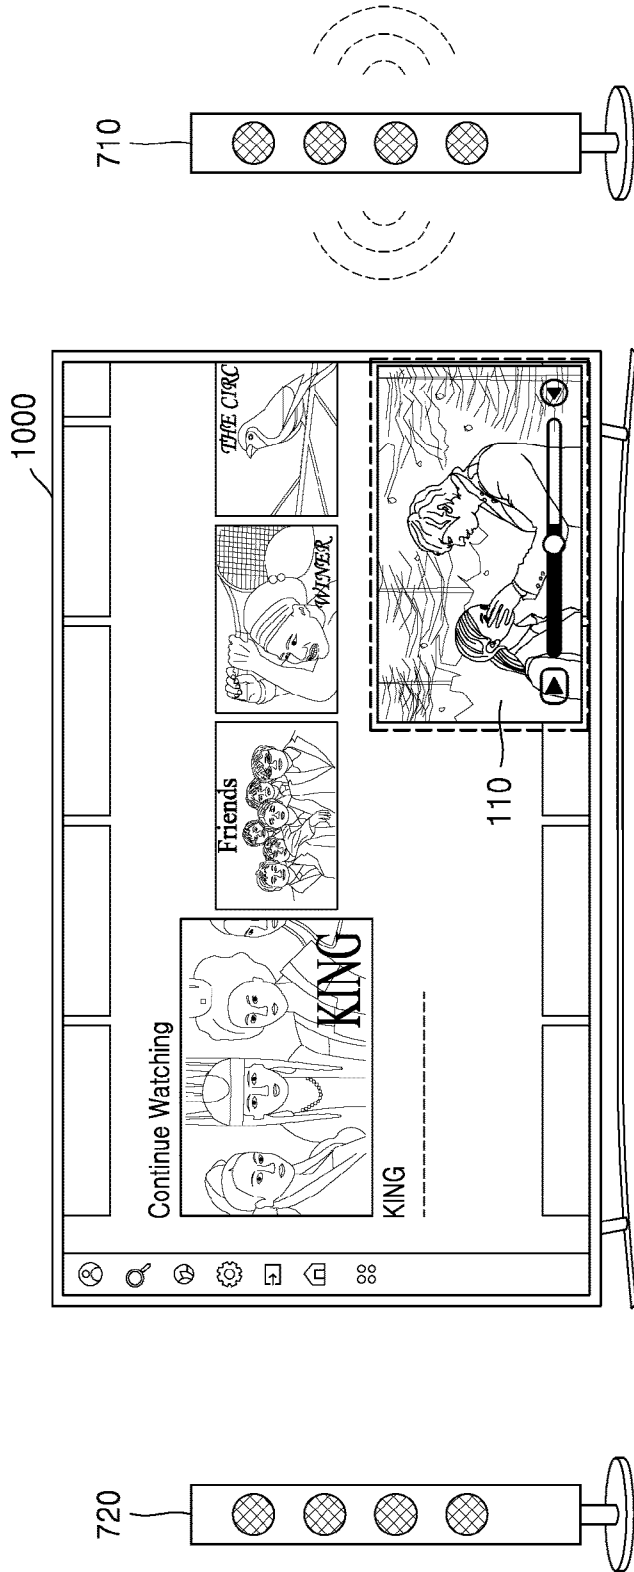 1000
720
710
Continue Watching
KING
Friends
WINER
THE CIRC
KING
110